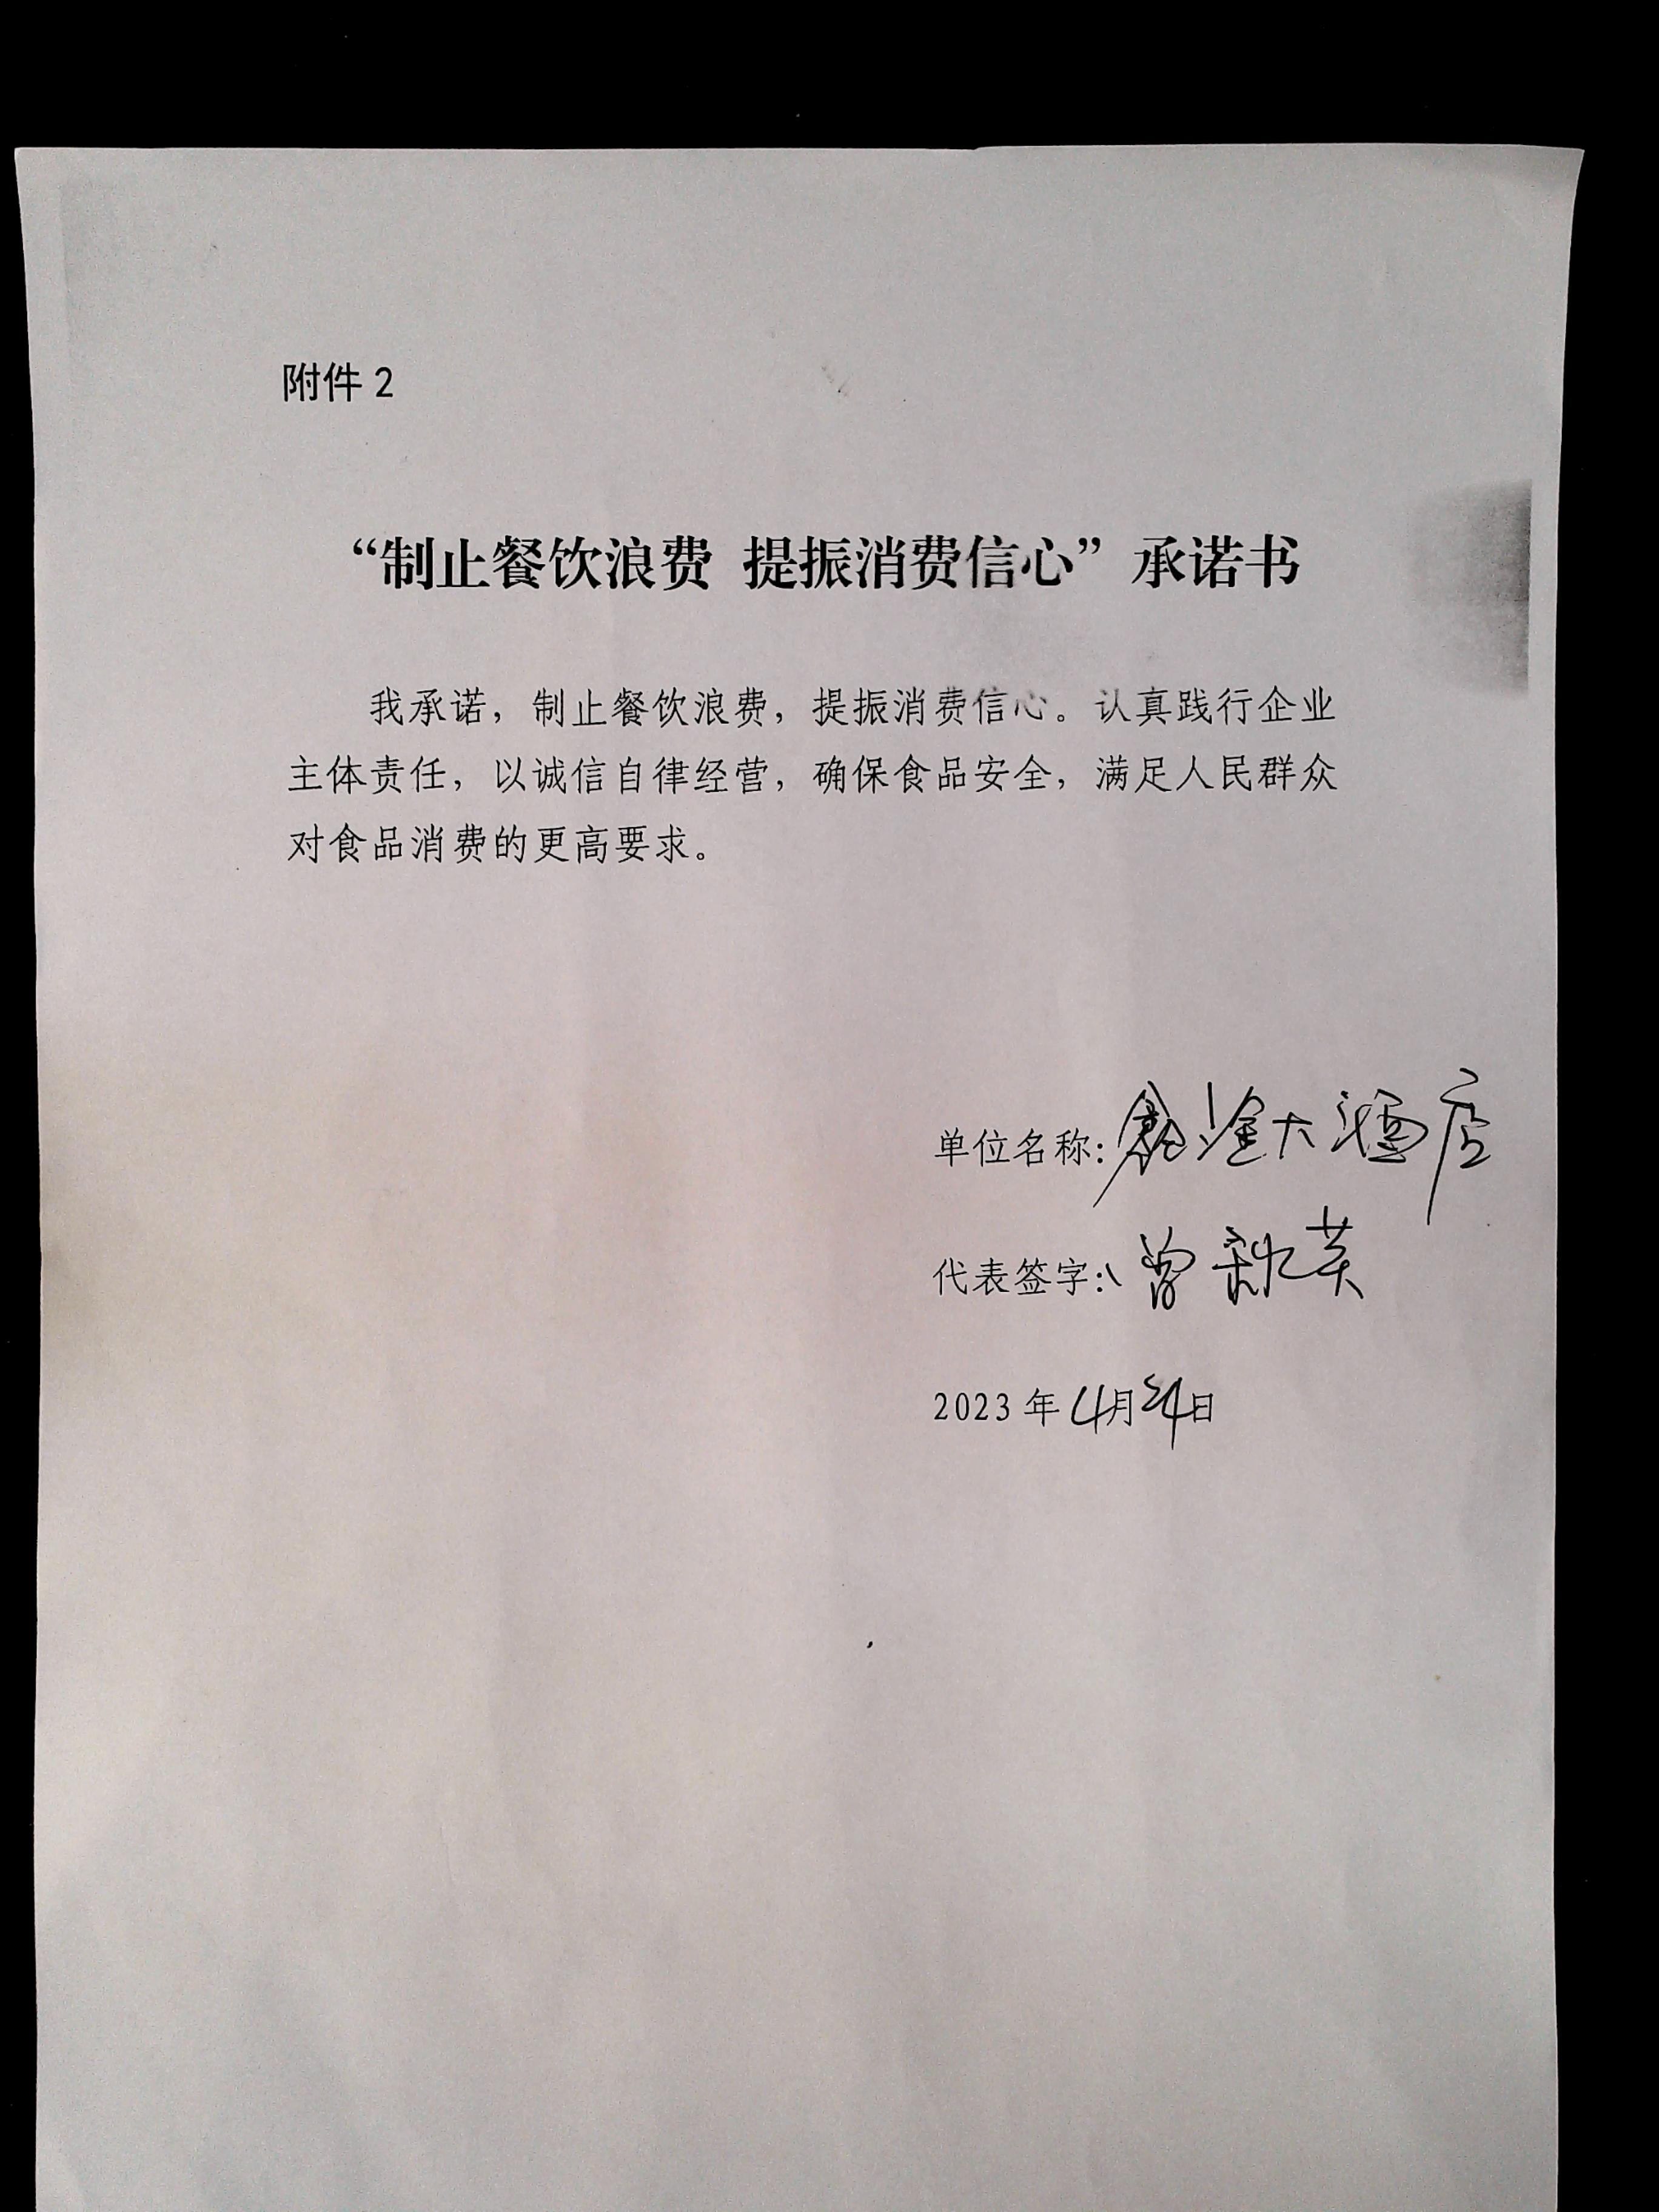 附件 2
“制止餐饮浪费 提振消费信心”承诺书
我承诺，制止餐饮浪费，提振消费信心。认真践行企业
主体责任，以诚信自律经营，确保食品安全，满足人民群众
对食品消费的更高要求。
单位名称：大酒店
代表签字：曾秋英
2023 年 4月24日